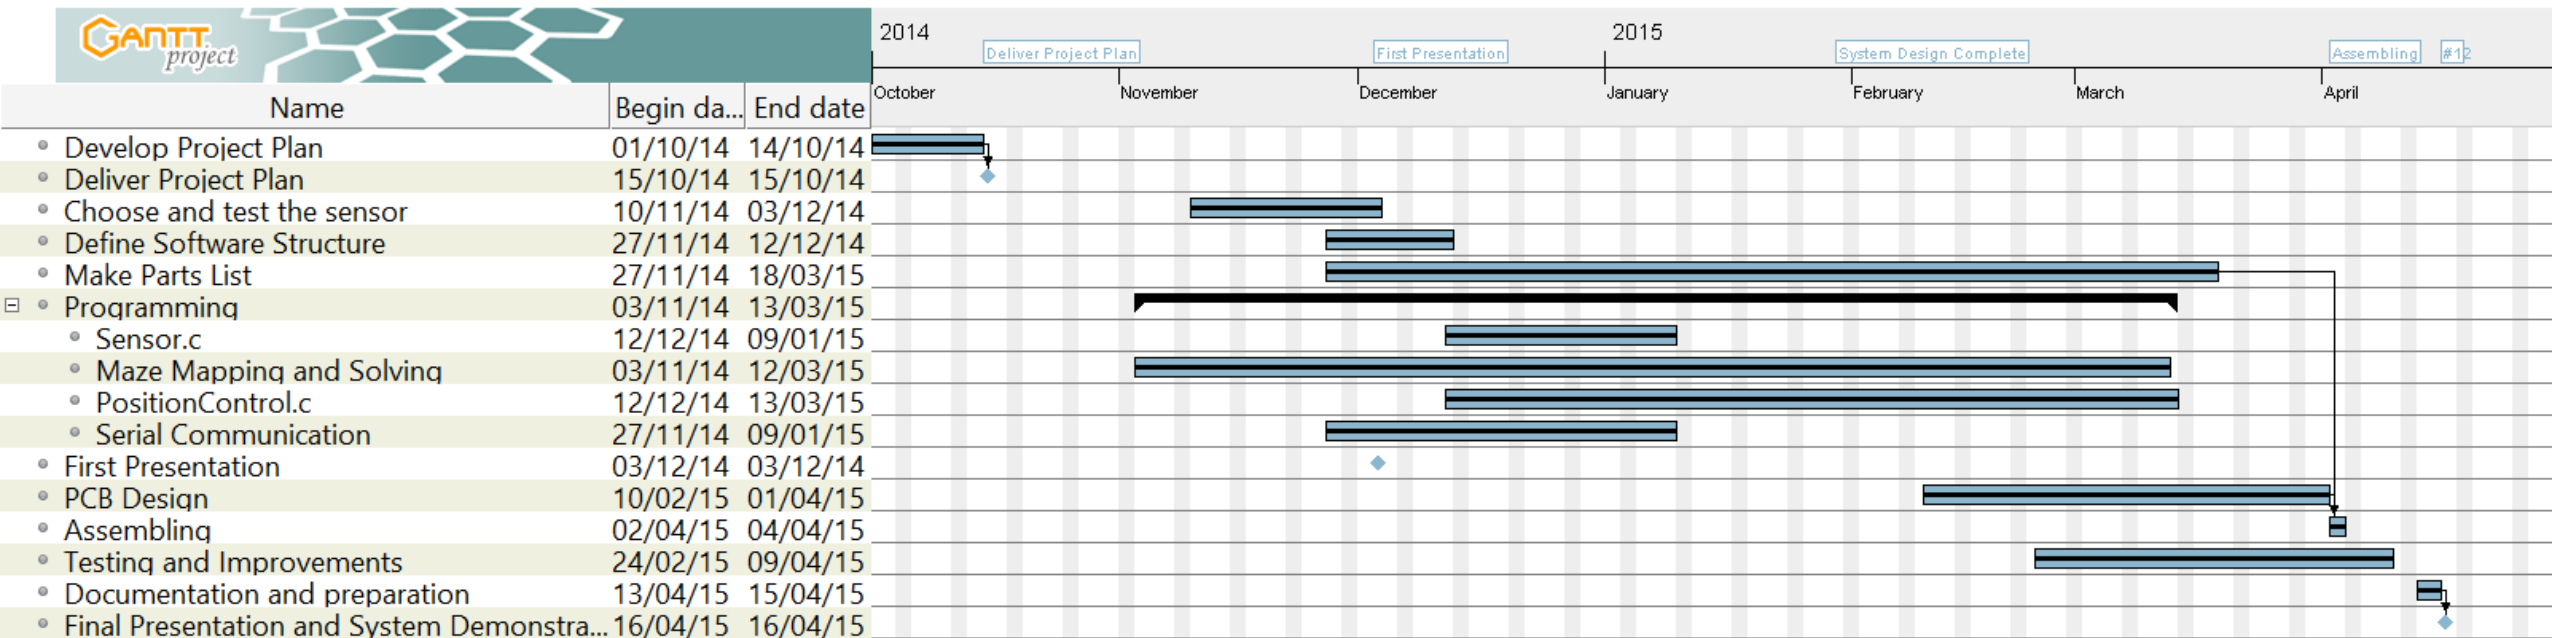 GANTT project
2014 2015
Deliver Project Plan First Presentation System Design Complete Assembling #12
October November December January February March April
Name Begin da... End date
Develop Project Plan 01/10/14 14/10/14
Deliver Project Plan 15/10/14 15/10/14
Choose and test the sensor 10/11/14 03/12/14
Define Software Structure 27/11/14 12/12/14
Make Parts List 27/11/14 18/03/15
Programming 03/11/14 13/03/15
Sensor.c 12/12/14 09/01/15
Maze Mapping and Solving 03/11/14 12/03/15
PositionControl.c 12/12/14 13/03/15
Serial Communication 27/11/14 09/01/15
First Presentation 03/12/14 03/12/14
PCB Design 10/02/15 01/04/15
Assembling 02/04/15 04/04/15
Testing and Improvements 24/02/15 09/04/15
Documentation and preparation 13/04/15 15/04/15
Final Presentation and System Demonstra... 16/04/15 16/04/15